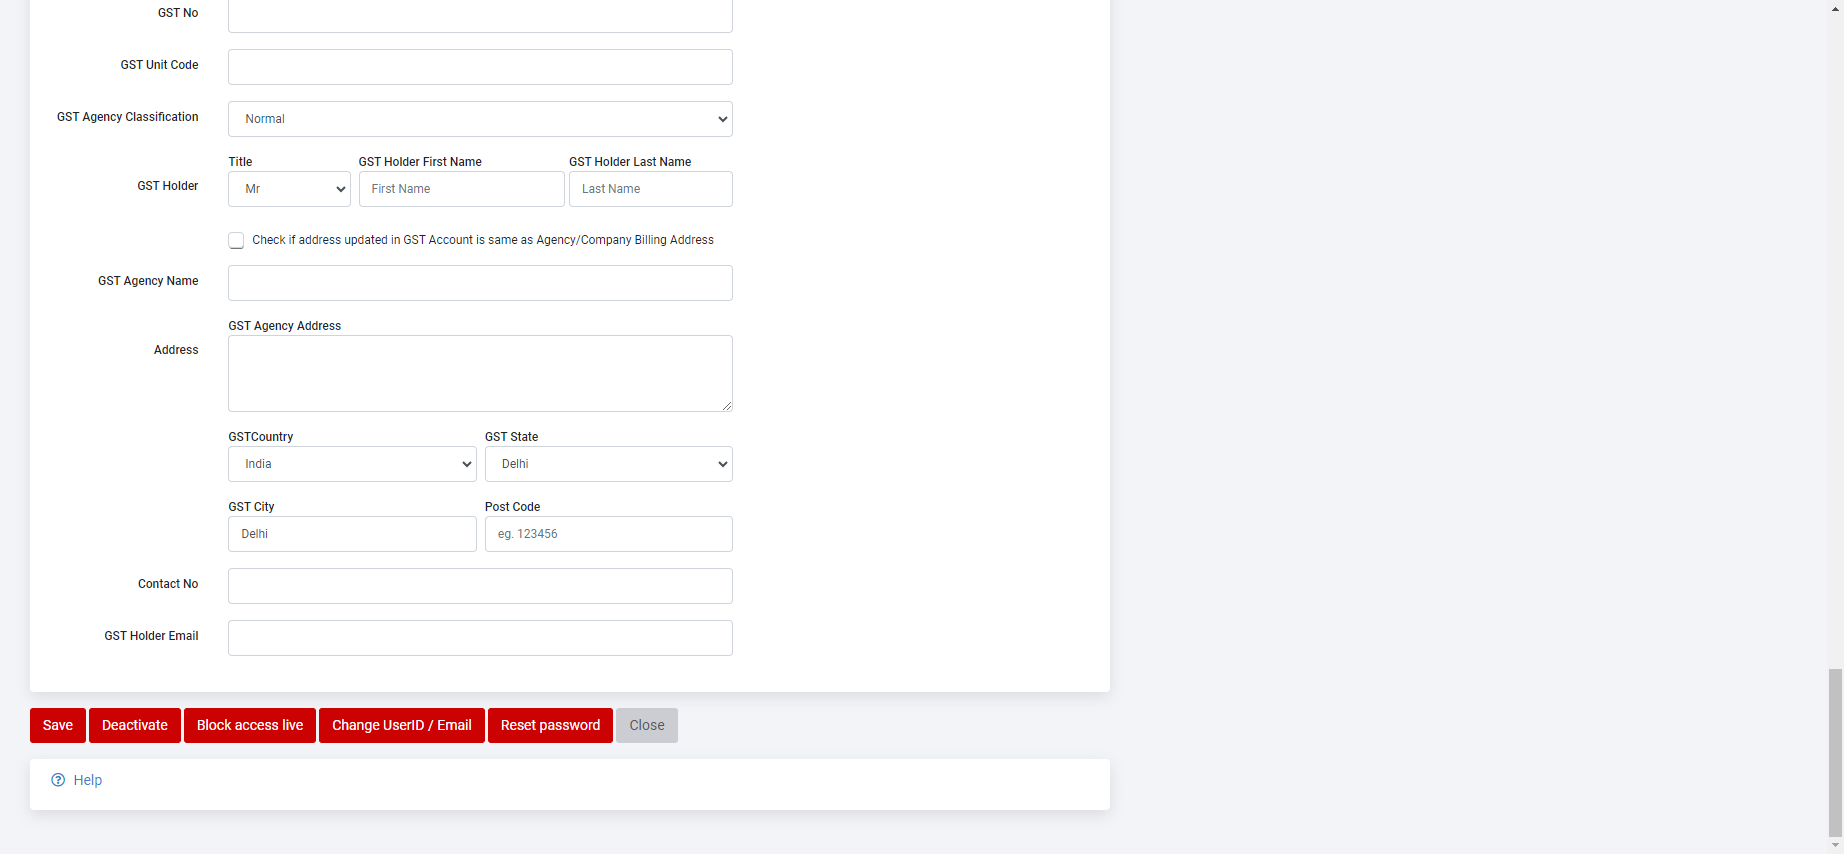 GST No
GST Unit Code
GST Agency Classification
Normal
GST Holder
Title
GST Holder First Name
GST Holder Last Name
Mr
First Name
Last Name
Check if address updated in GST Account is same as Agency/Company Billing Address
GST Agency Name
Address
GST Agency Address
GSTCountry
GST State
India
Delhi
GST City
Post Code
Delhi
eg. 123456
Contact No
GST Holder Email
Save
Deactivate
Block access live
Change UserID / Email
Reset password
Close
Help